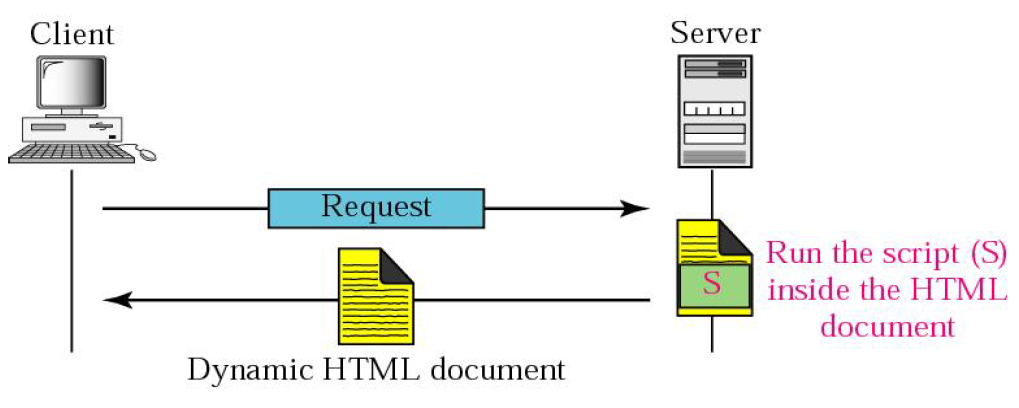 Client
Server
Request
S
Run the script (S)
inside the HTML
document
Dynamic HTML document